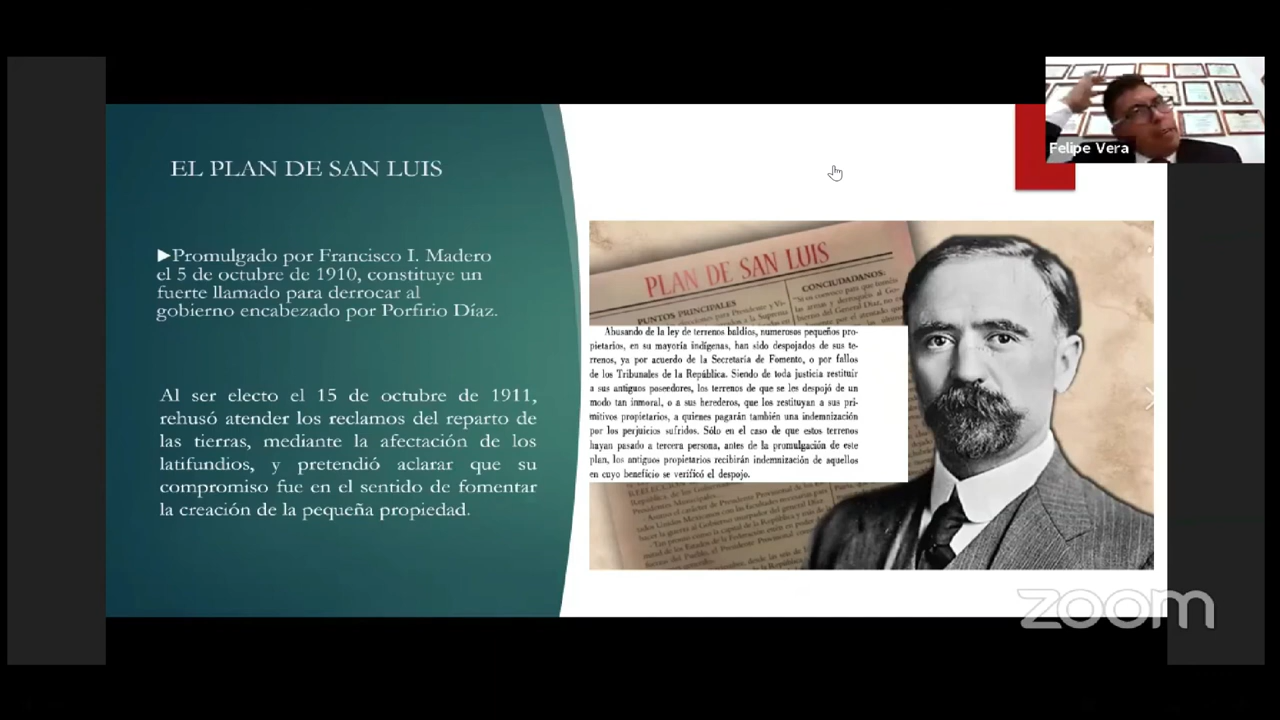 Felipe Vera
EL PLAN DE SAN LUIS
►Promulgado por Francisco I. Madero
el 5 de octubre de 1910, constituye un
fuerte llamado para derrocar al
gobierno encabezado por Porfirio Díaz.
Al ser electo el 15 de octubre de 1911,
rehusó atender los reclamos del reparto de
las tierras, mediante la afectación de los
latifundios, y pretendió aclarar que su
compromiso fue en el sentido de fomentar
la creación de la pequeña propiedad.
PLAN DE SAN LUIS
PUNTOS PRINCIPALES
CONCIUDADANOS:
Abusando de la ley de terrenos baldíos, numerosos pequeños pro-
pietarios, en su mayoría indígenas, han sido despojados de sus te-
rrenos, ya por acuerdo de la Secretaría de Fomento, o por fallos
de los Tribunales de la República. Siendo de toda justicia restituir
a sus antiguos poseedores, los terrenos de que se les despojó de un
modo tan inmoral, o a sus herederos, que los restituyan a sus pri-
mitivos propietarios, a quienes pagarán también una indemnización
por los perjuicios sufridos. Sólo en el caso de que estos terrenos
hayan pasado a tercera persona, antes de la promulgación de este
plan, los antiguos propietarios recibirán indemnización de aquellos
en cuyo beneficio se verificó el despojo.
zoom